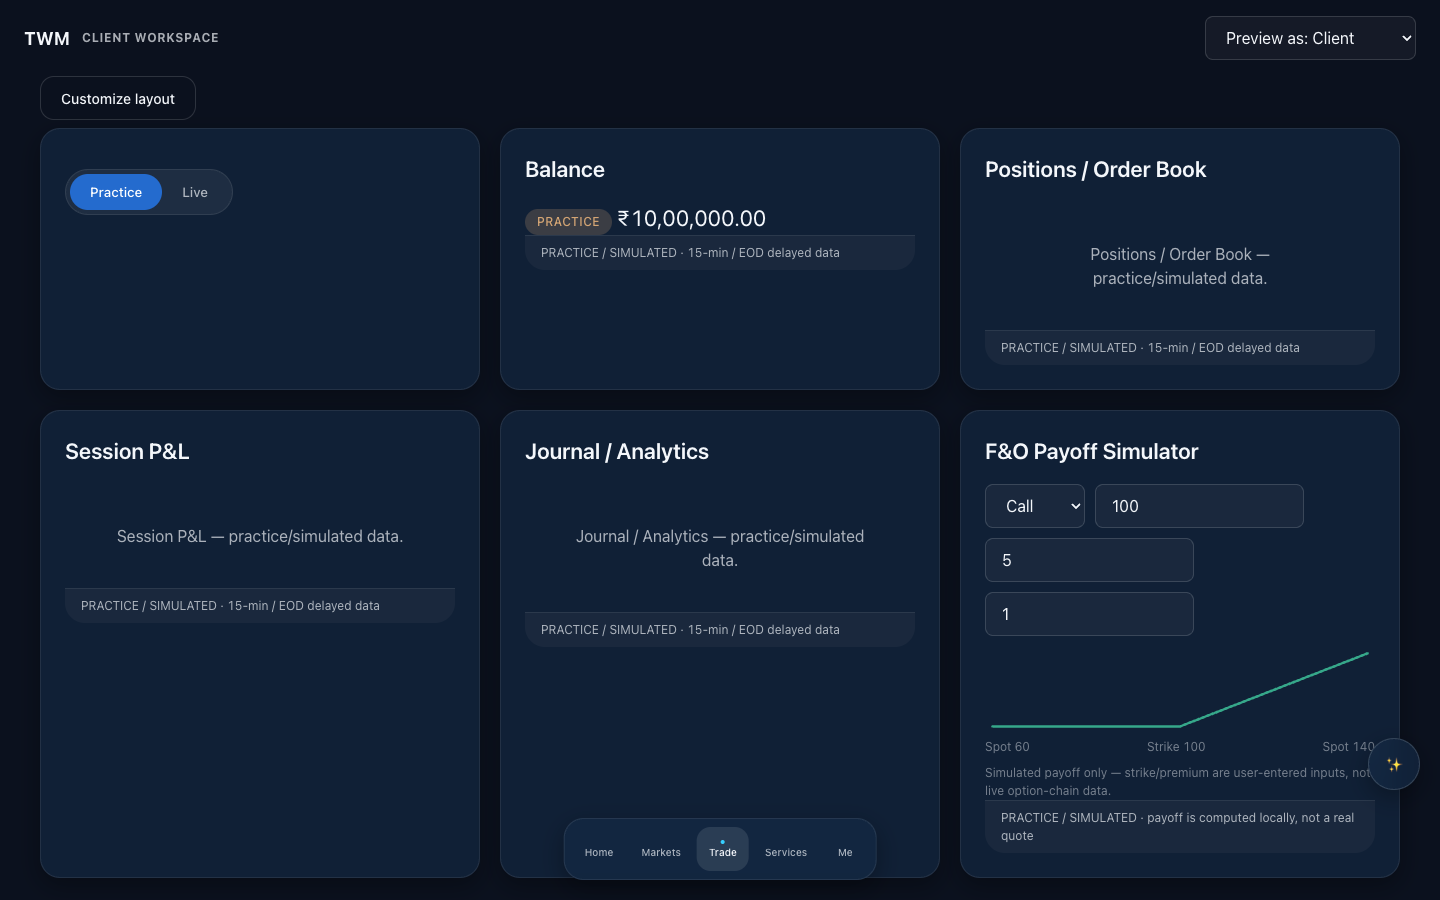 TWM CLIENT WORKSPACE
Preview as: Client
Customize layout
Practice Live
Balance
PRACTICE ₹10,00,000.00
PRACTICE / SIMULATED · 15-min / EOD delayed data
Positions / Order Book
Positions / Order Book —
practice/simulated data.
PRACTICE / SIMULATED · 15-min / EOD delayed data
Session P&L
Session P&L — practice/simulated data.
PRACTICE / SIMULATED · 15-min / EOD delayed data
Journal / Analytics
Journal / Analytics — practice/simulated
data.
PRACTICE / SIMULATED · 15-min / EOD delayed data
F&O Payoff Simulator
Call 100
5
1
Spot 60 Strike 100 Spot 140
Simulated payoff only — strike/premium are user-entered inputs, not
live option-chain data.
PRACTICE / SIMULATED · payoff is computed locally, not a real
quote
Home Markets Trade Services Me